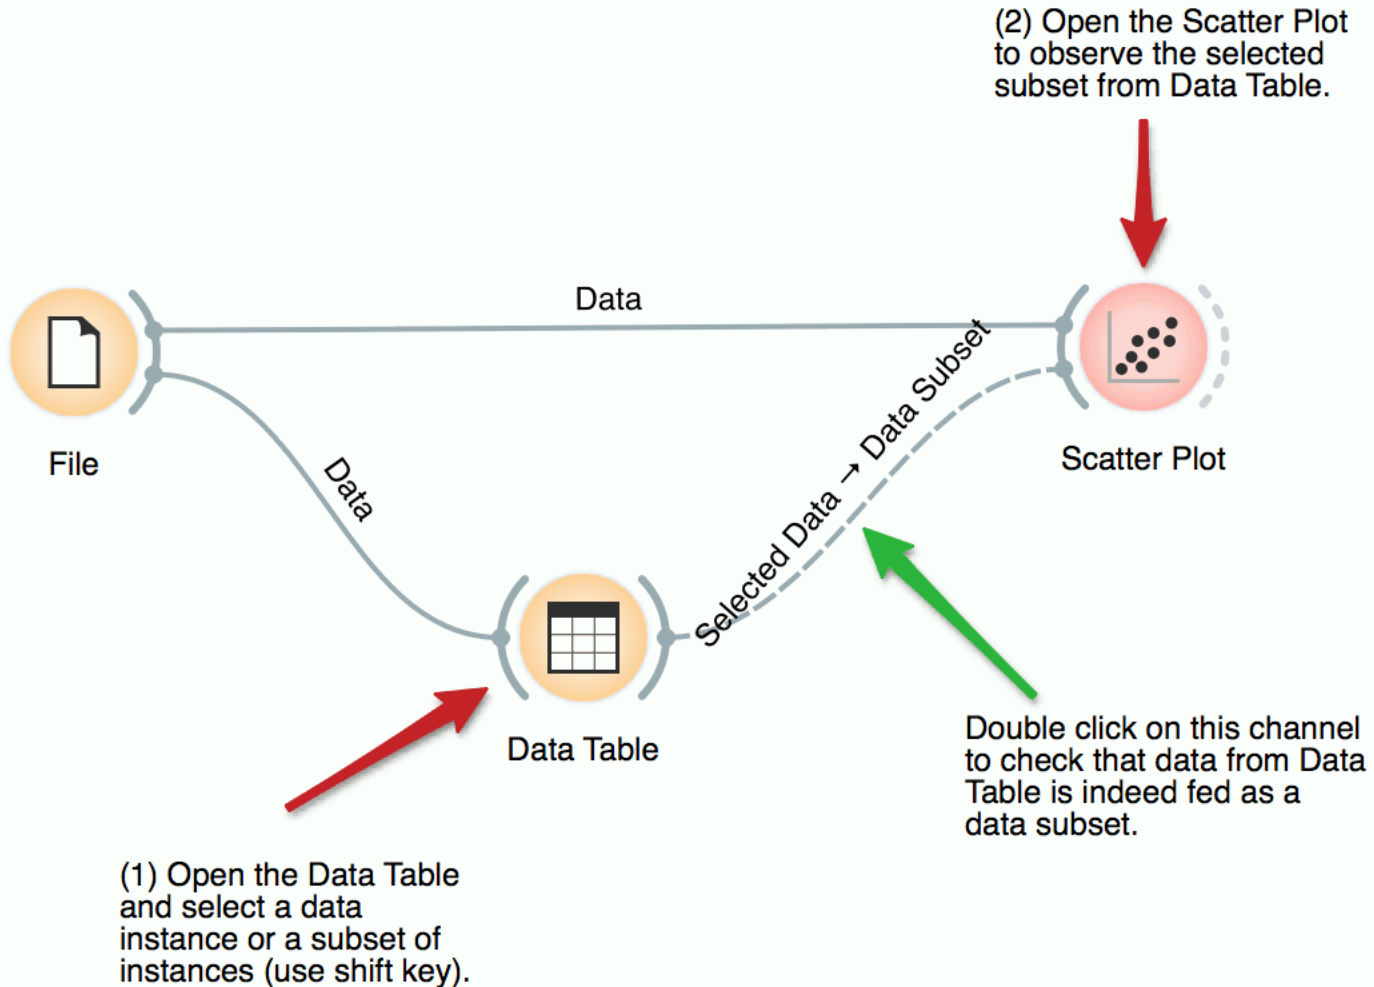 (2) Open the Scatter Plot
to observe the selected
subset from Data Table.
Data
File
Data
Selected Data → Data Subset
Scatter Plot
Data Table
Double click on this channel
to check that data from Data
Table is indeed fed as a
data subset.
(1) Open the Data Table
and select a data
instance or a subset of
instances (use shift key).